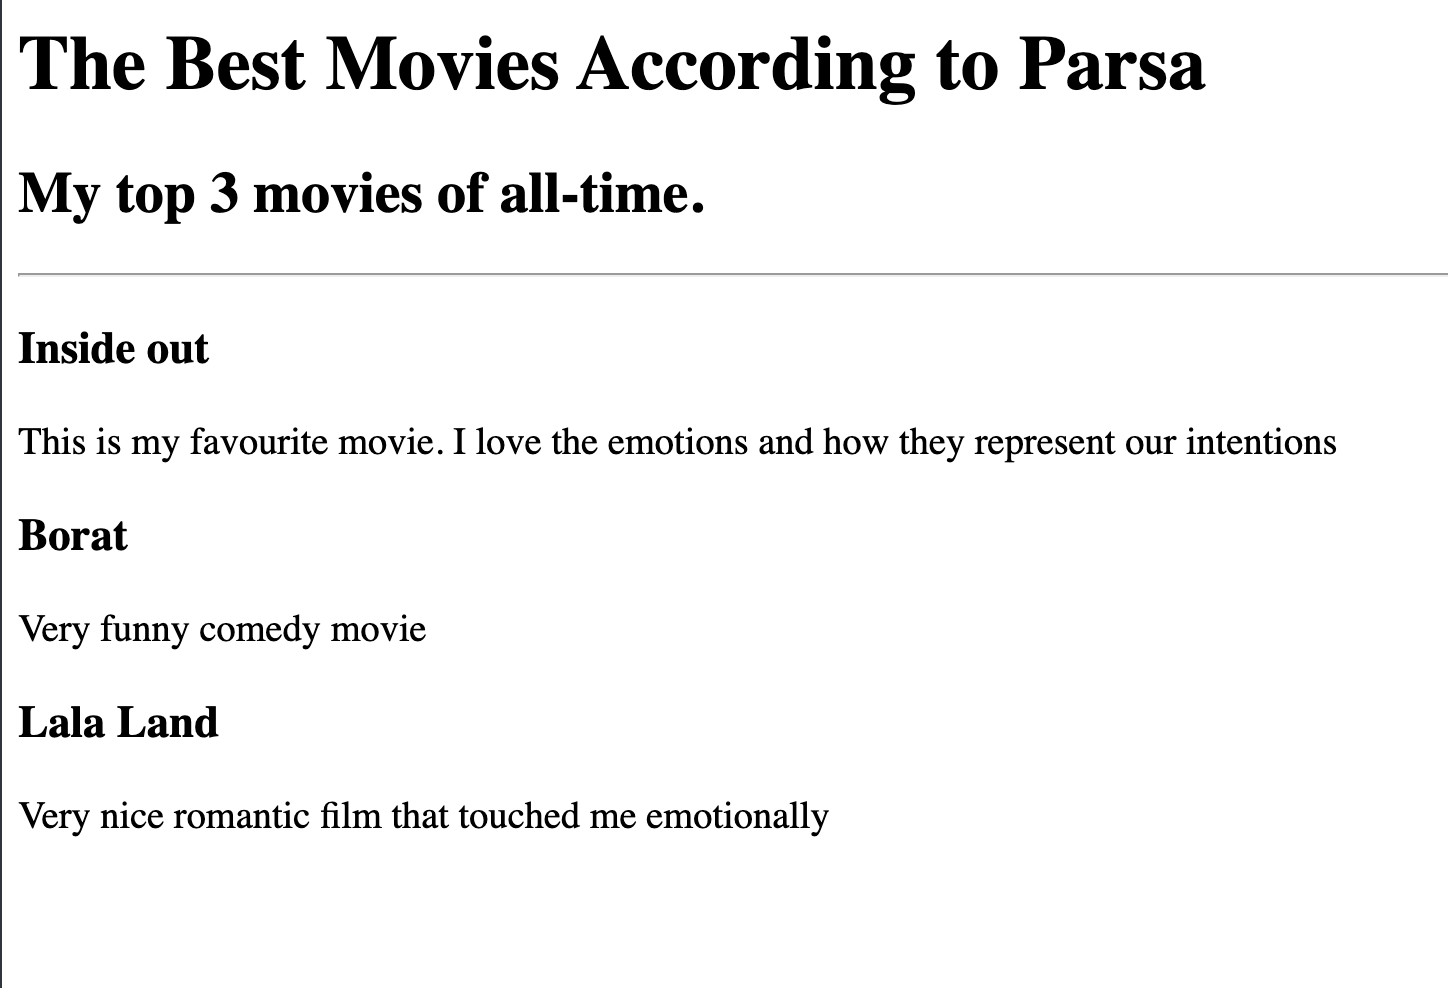 The Best Movies According to Parsa
My top 3 movies of all-time.
Inside out
This is my favourite movie. I love the emotions and how they represent our intentions
Borat
Very funny comedy movie
Lala Land
Very nice romantic film that touched me emotionally